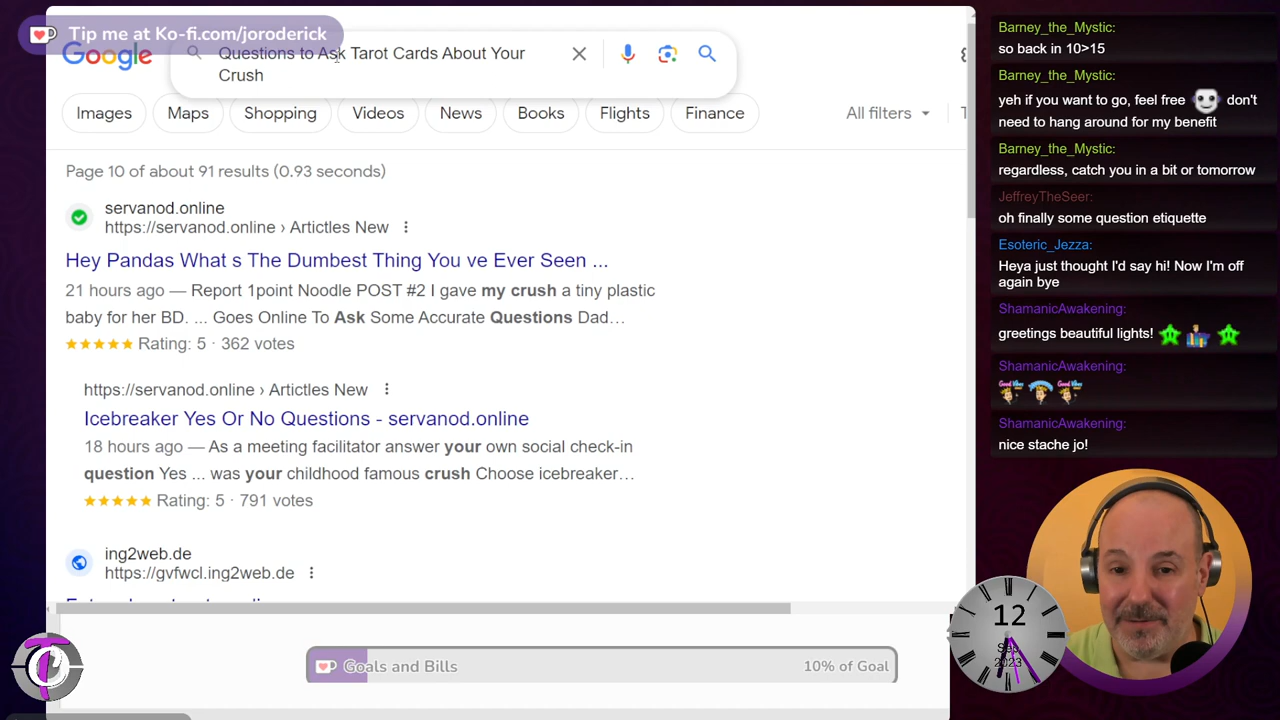 Tip me at Ko-fi.com/joroderick
Google
Questions to Ask Tarot Cards About Your
Crush
Images
Maps
Shopping
Videos
News
Books
Flights
Finance
All filters
Page 10 of about 91 results (0.93 seconds)
servanod.online
https://servanod.online › Artictles New
Hey Pandas What s The Dumbest Thing You ve Ever Seen ...
21 hours ago — Report 1point Noodle POST #2 I gave my crush a tiny plastic
baby for her BD. ... Goes Online To Ask Some Accurate Questions Dad...
Rating: 5 · 362 votes
https://servanod.online › Artictles New
Icebreaker Yes Or No Questions - servanod.online
18 hours ago — As a meeting facilitator answer your own social check-in
question Yes ... was your childhood famous crush Choose icebreaker...
Rating: 5 · 791 votes
ing2web.de
https://gvfwcl.ing2web.de
Goals and Bills
10% of Goal
Barney_the_Mystic:
so back in 10>15
Barney_the_Mystic:
yeh if you want to go, feel free don't
need to hang around for my benefit
Barney_the_Mystic:
regardless, catch you in a bit or tomorrow
JeffreyTheSeer:
oh finally some question etiquette
Esoteric_Jezza:
Heya just thought I'd say hi! Now I'm off
again bye
ShamanicAwakening:
greetings beautiful lights!
ShamanicAwakening:
ShamanicAwakening:
nice stache jo!
12
Sep
2023